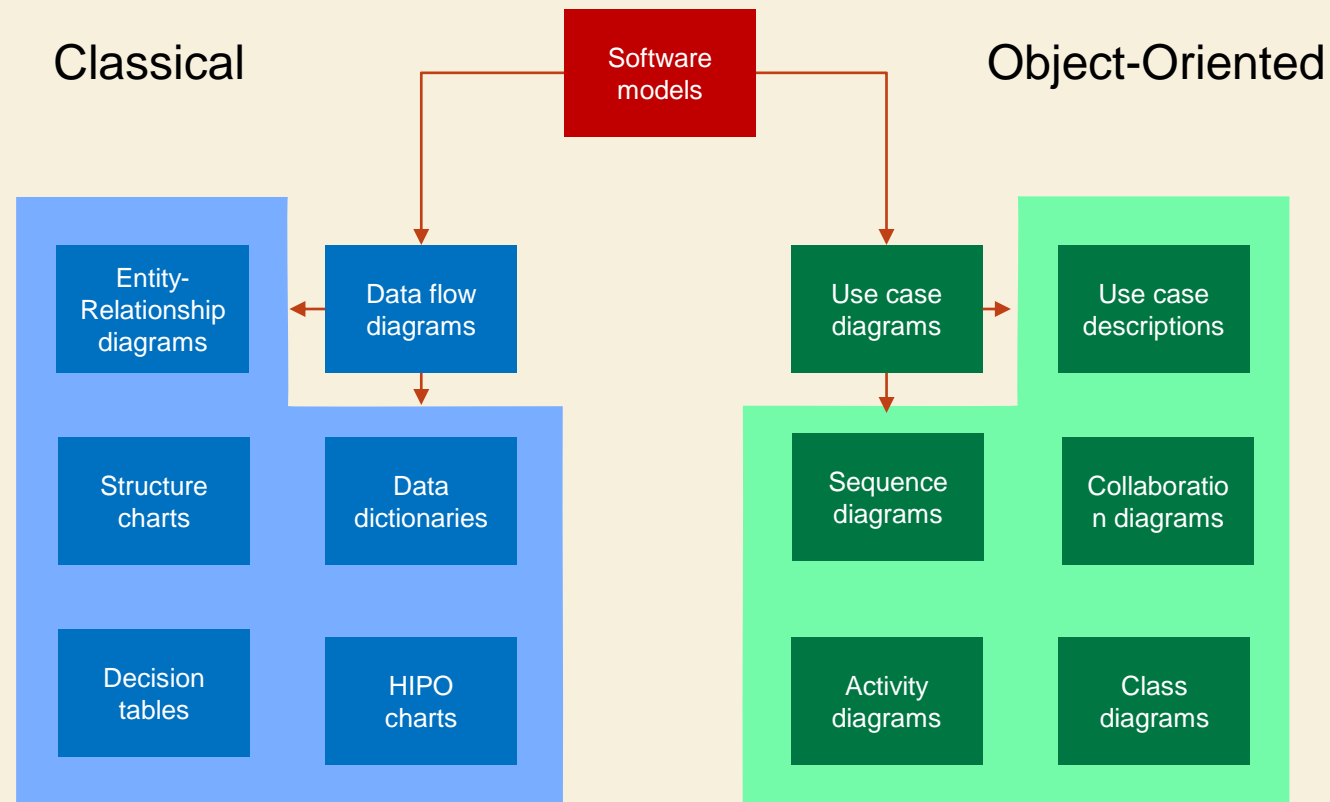 Classical
Software
models
Object-Oriented
Entity-
Relationship
diagrams
Data flow
diagrams
Use case
diagrams
Use case
descriptions
Structure
charts
Data
dictionaries
Sequence
diagrams
Collaboratio
n diagrams
Decision
tables
HIPO
charts
Activity
diagrams
Class
diagrams